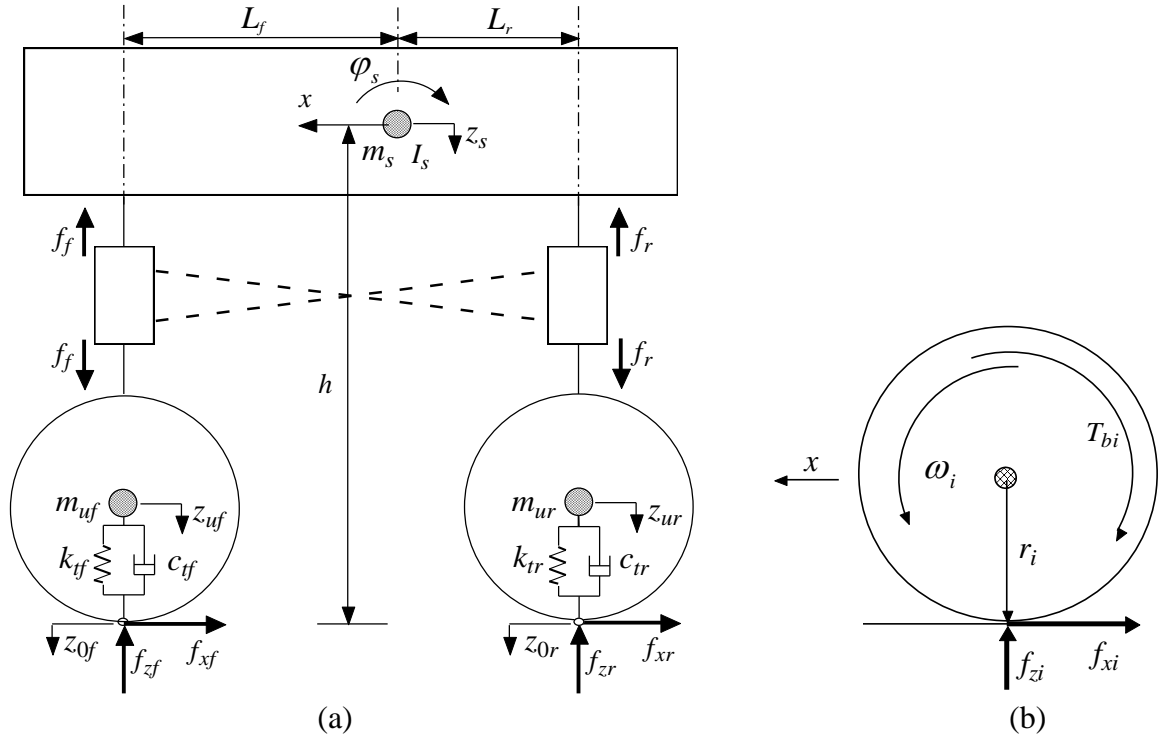 L_f L_r
φ_s
x
z_s
m_s I_s
f_f f_r
f_f f_r
h
T_bi
x ω_i
m_uf z_uf m_ur z_ur
k_tf c_tf k_tr c_tr r_i
z_0f f_zf f_xf z_0r f_zr f_xr f_zi f_xi
(a) (b)